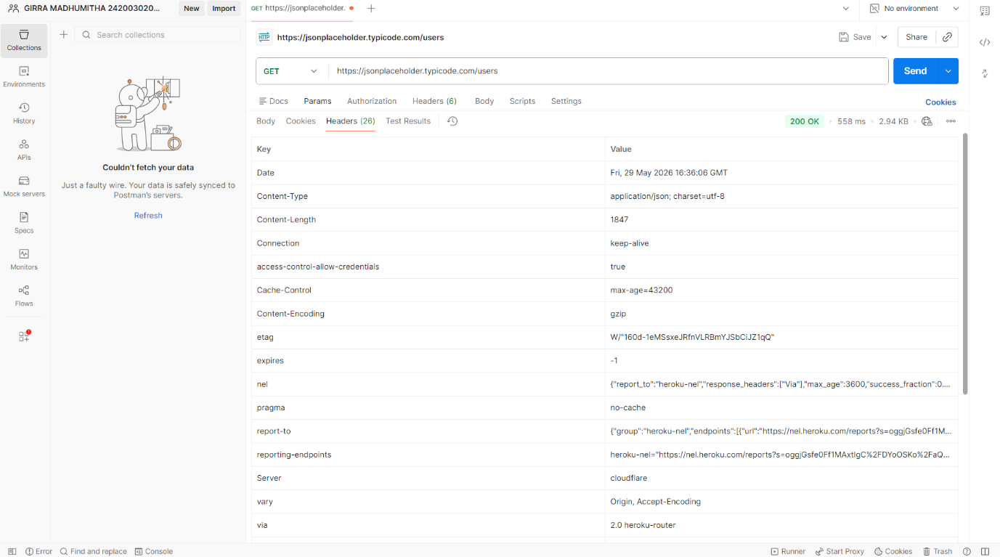 GIRRA MADHUMITHA 242003020... New Import GET https://jsonplaceholder. No environment
Collections
Search collections
HTTP https://jsonplaceholder.typicode.com/users Save Share
Environments
GET https://jsonplaceholder.typicode.com/users Send
History
Docs Params Authorization Headers (6) Body Scripts Settings Cookies
Body Cookies Headers (26) Test Results 200 OK 558 ms 2.94 KB
APIs
Mock servers
Specs
Monitors
Flows
Couldn't fetch your data
Just a faulty wire. Your data is safely synced to
Postman's servers.
Refresh
Key Value
Date Fri, 29 May 2026 16:36:06 GMT
Content-Type application/json; charset=utf-8
Content-Length 1847
Connection keep-alive
access-control-allow-credentials true
Cache-Control max-age=43200
Content-Encoding gzip
etag W/"160d-1eMSsxeJRfnVLRBmYJSbCiJZ1qQ"
expires -1
nel {"report_to":"heroku-nel","response_headers":["Via"],"max_age":3600,"success_fraction":0....
pragma no-cache
report-to {"group":"heroku-nel","endpoints":[{"url":"https://nel.heroku.com/reports?s=oggjGsfe0Ff1M...
reporting-endpoints heroku-nel="https://nel.heroku.com/reports?s=oggjGsfe0Ff1MAxtIgC%2FDYoOSKo%2FaQ...
Server cloudflare
vary Origin, Accept-Encoding
via 2.0 heroku-router
Error Find and replace Console Runner Start Proxy Cookies Trash